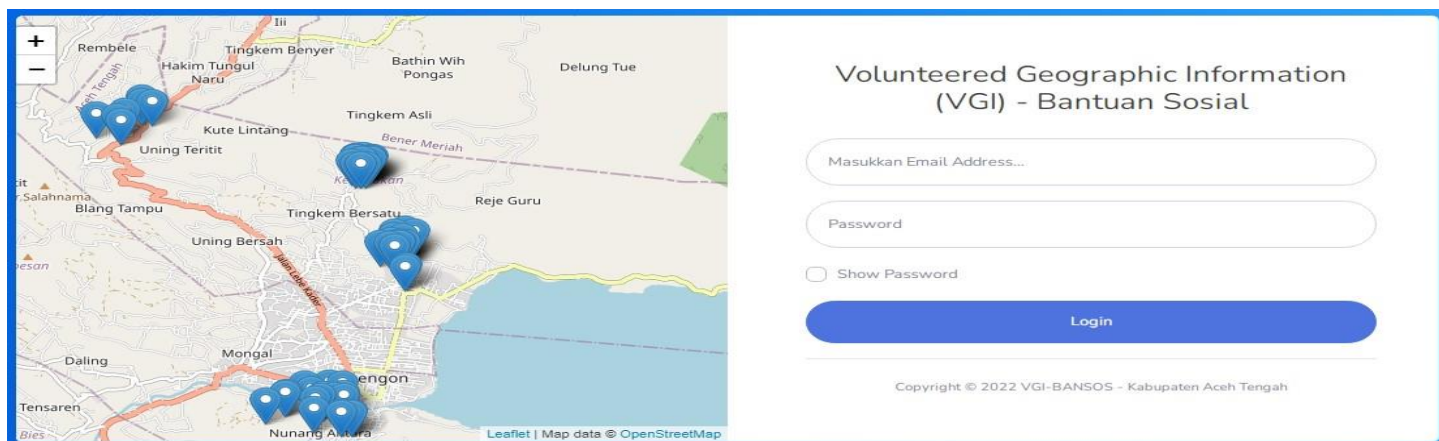 +
−
Iii
Rembele
Tingkem Benyer
Hakim Tungul
Naru
Bathin Wih
Pongas
Delung Tue
Aceh Tengah
Tingkem Asli
Kute Lintang
Bener Meriah
Uning Teritit
Salahnama
Blang Tampu
Tingkem Bersatu
Reje Guru
Uning Bersah
Jalan Lebe Kader
Daling
Mongal
engon
Tensaren
Bies
Nunang
Leaflet | Map data © OpenStreetMap
Volunteered Geographic Information
(VGI) - Bantuan Sosial
Masukkan Email Address...
Password
Show Password
Login
Copyright © 2022 VGI-BANSOS - Kabupaten Aceh Tengah